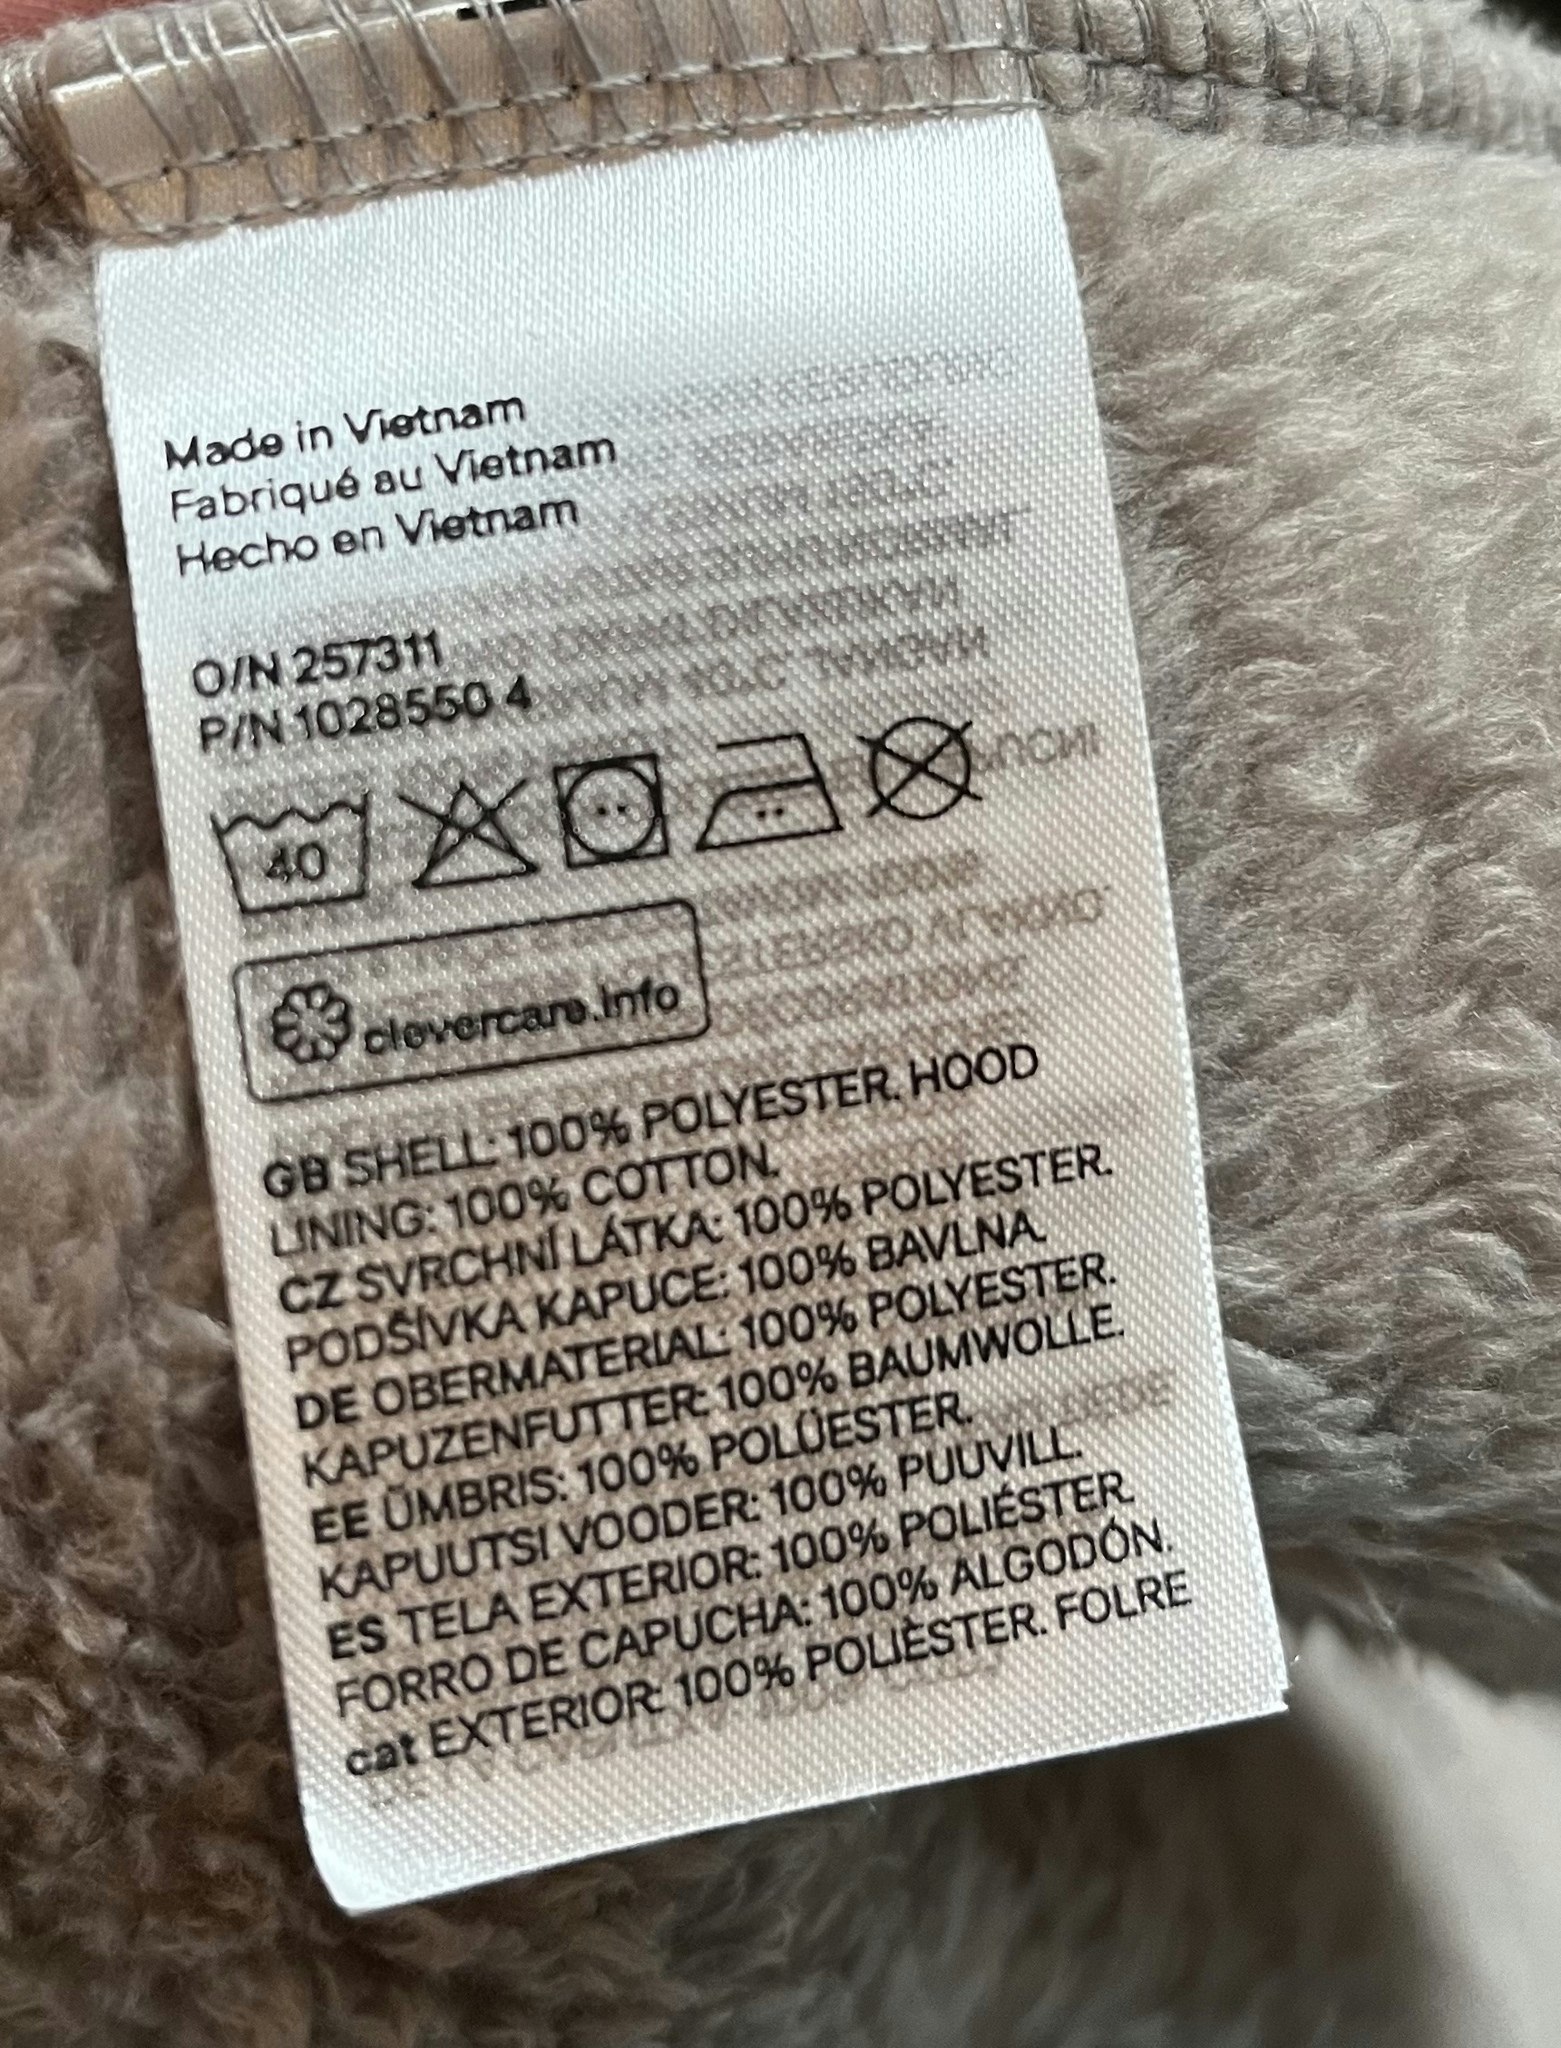 Made in Vietnam
Fabriqué au Vietnam
Hecho en Vietnam
O/N 257311
P/N 1028550 4
40
clevercare.info
GB SHELL: 100% POLYESTER. HOOD
LINING: 100% COTTON.
CZ SVRCHNÍ LÁTKA: 100% POLYESTER.
PODŠÍVKA KAPUCE: 100% BAVLNA.
DE OBERMATERIAL: 100% POLYESTER.
KAPUZENFUTTER: 100% BAUMWOLLE.
EE ÜMBRIS: 100% POLÜESTER.
KAPUUTSI VOODER: 100% PUUVILL.
ES TELA EXTERIOR: 100% POLIÉSTER.
FORRO DE CAPUCHA: 100% ALGODÓN.
cat EXTERIOR: 100% POLIÈSTER. FOLRE